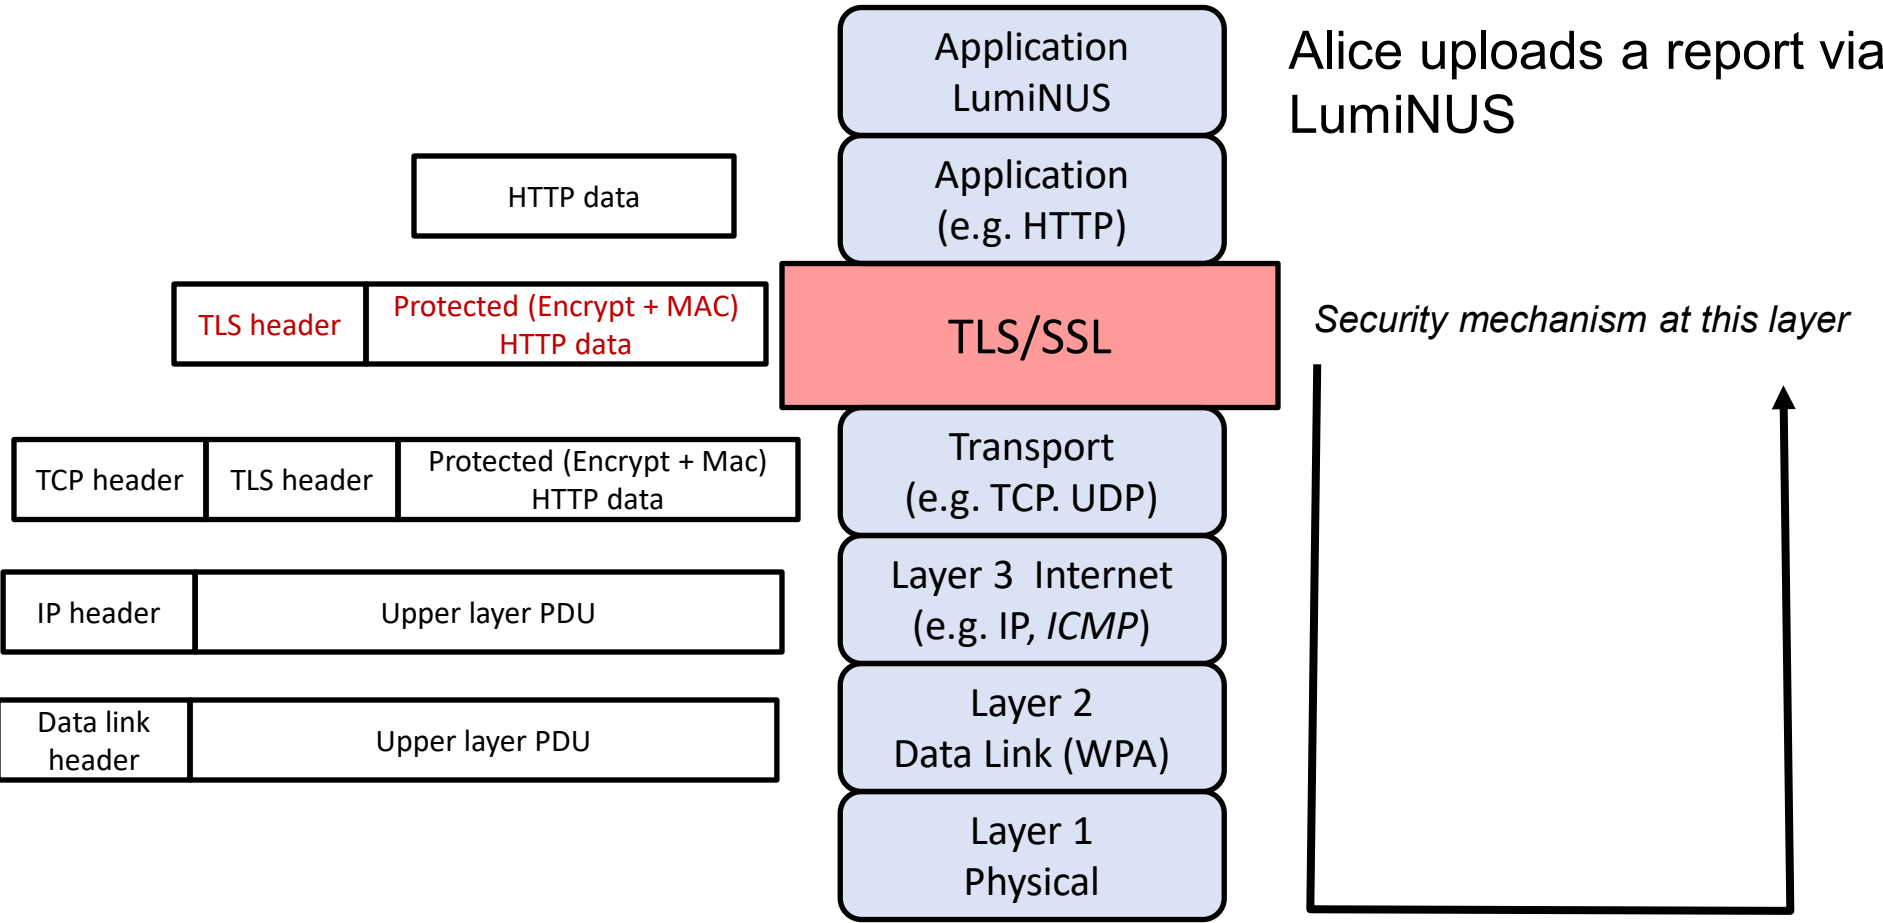 Application
LumiNUS
Alice uploads a report via
LumiNUS
HTTP data
Application
(e.g. HTTP)
TLS header
Protected (Encrypt + MAC)
HTTP data
TLS/SSL
Security mechanism at this layer
TCP header
TLS header
Protected (Encrypt + Mac)
HTTP data
Transport
(e.g. TCP. UDP)
IP header
Upper layer PDU
Layer 3 Internet
(e.g. IP, ICMP)
Data link
header
Upper layer PDU
Layer 2
Data Link (WPA)
Layer 1
Physical